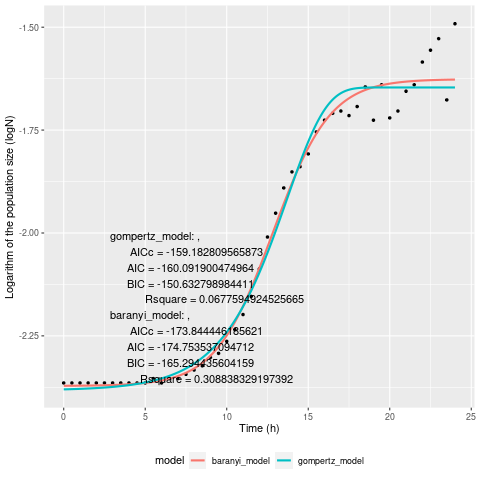 -1.50
-1.75
-2.00
-2.25
Logarithm of the population size (logN)
gompertz_model: ,
AICc = -159.182809565873
AIC = -160.091900474964
BIC = -150.632798984411
Rsquare = 0.0677594924525665
baranyi_model: ,
AICc = -173.844446185621
AIC = -174.753537094712
BIC = -165.294435604159
Rsquare = 0.308838329197392
0 5 10 15 20 25
Time (h)
model baranyi_model gompertz_model